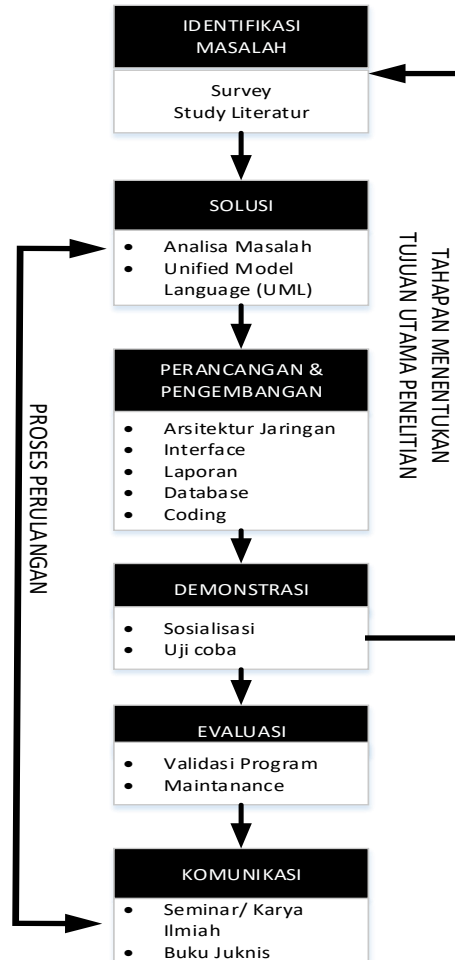 IDENTIFIKASI
MASALAH
Survey
Study Literatur
SOLUSI
• Analisa Masalah
• Unified Model
Language (UML)
PERANCANGAN &
PENGEMBANGAN
• Arsitektur Jaringan
• Interface
• Laporan
• Database
• Coding
DEMONSTRASI
• Sosialisasi
• Uji coba
EVALUASI
• Validasi Program
• Maintanance
KOMUNIKASI
• Seminar/ Karya
Ilmiah
• Buku Juknis
PROSES PERULANGAN
TAHAPAN MENENTUKAN
TUJUAN UTAMA PENELITIAN